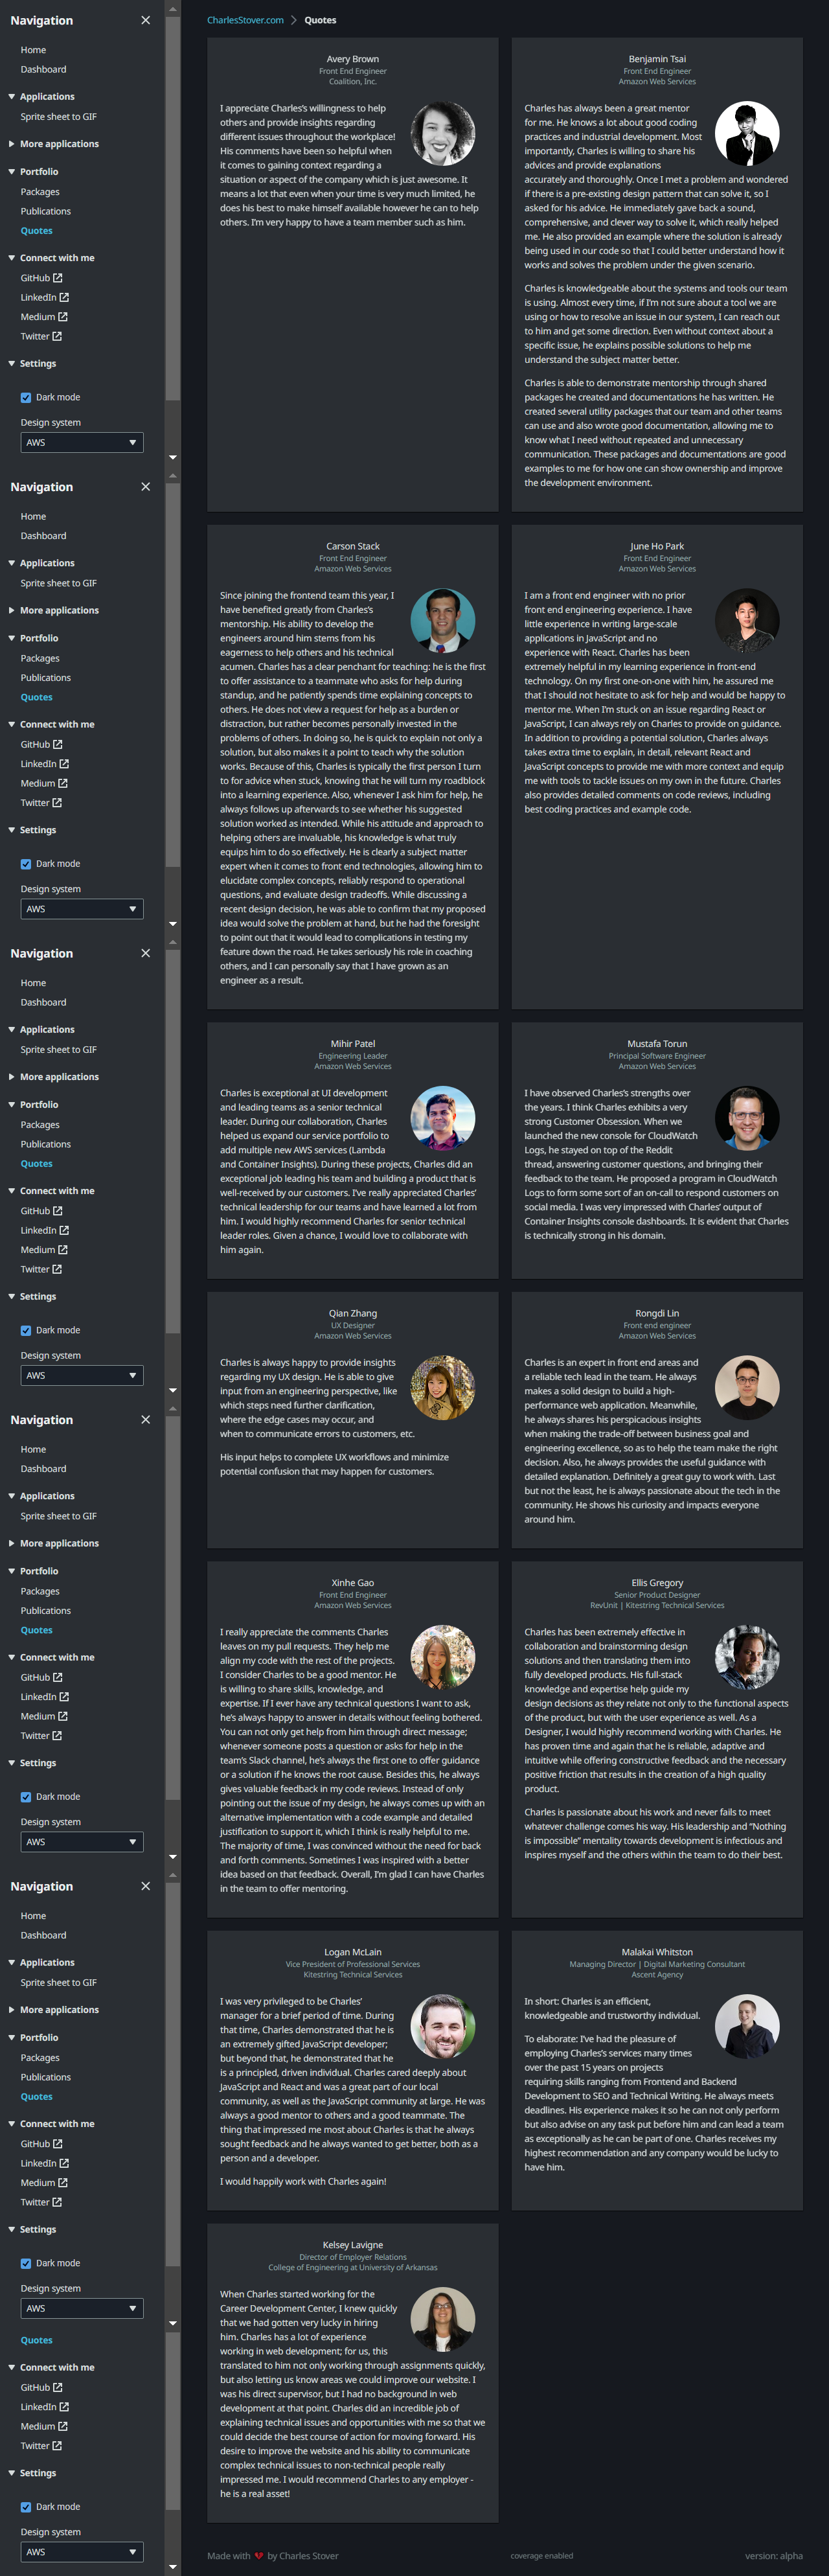 Navigation
Home
Dashboard
Applications
Sprite sheet to GIF
More applications
Portfolio
Packages
Publications
Quotes
Connect with me
GitHub
LinkedIn
Medium
Twitter
Settings
Dark mode
Design system
AWS
Navigation
Home
Dashboard
Applications
Sprite sheet to GIF
More applications
Portfolio
Packages
Publications
Quotes
Connect with me
GitHub
LinkedIn
Medium
Twitter
Settings
Dark mode
Design system
AWS
Navigation
Home
Dashboard
Applications
Sprite sheet to GIF
More applications
Portfolio
Packages
Publications
Quotes
Connect with me
GitHub
LinkedIn
Medium
Twitter
Settings
Dark mode
Design system
AWS
Navigation
Home
Dashboard
Applications
Sprite sheet to GIF
More applications
Portfolio
Packages
Publications
Quotes
Connect with me
GitHub
LinkedIn
Medium
Twitter
Settings
Dark mode
Design system
AWS
Navigation
Home
Dashboard
Applications
Sprite sheet to GIF
More applications
Portfolio
Packages
Publications
Quotes
Connect with me
GitHub
LinkedIn
Medium
Twitter
Settings
Dark mode
Design system
AWS
Quotes
Connect with me
GitHub
LinkedIn
Medium
Twitter
Settings
Dark mode
Design system
AWS
CharlesStover.com > Quotes
Avery Brown
Front End Engineer
Coalition, Inc.
I appreciate Charles’s willingness to help
others and provide insights regarding
different issues throughout the workplace!
His comments have been so helpful when
it comes to gaining context regarding a
situation or aspect of the company which is just awesome. It
means a lot that even when your time is very much limited, he
does his best to make himself available however he can to help
others. I’m very happy to have a team member such as him.
Benjamin Tsai
Front End Engineer
Amazon Web Services
Charles has always been a great mentor
for me. He knows a lot about good coding
practices and industrial development. Most
importantly, Charles is willing to share his
advices and provide explanations
accurately and thoroughly. Once I met a problem and wondered
if there is a pre-existing design pattern that can solve it, so I
asked for his advice. He immediately gave back a sound,
comprehensive, and clever way to solve it, which really helped
me. He also provided an example where the solution is already
being used in our code so that I could better understand how it
works and solves the problem under the given scenario.
Charles is knowledgeable about the systems and tools our team
is using. Almost every time, if I’m not sure about a tool we are
using or how to resolve an issue in our system, I can reach out
to him and get some direction. Even without context about a
specific issue, he explains possible solutions to help me
understand the subject matter better.
Charles is able to demonstrate mentorship through shared
packages he created and documentations he has written. He
created several utility packages that our team and other teams
can use and also wrote good documentation, allowing me to
know what I need without repeated and unnecessary
communication. These packages and documentations are good
examples to me for how one can show ownership and improve
the development environment.
Carson Stack
Front End Engineer
Amazon Web Services
Since joining the frontend team this year, I
have benefited greatly from Charles’s
mentorship. His ability to develop the
engineers around him stems from his
eagerness to help others and his technical
acumen. Charles has a clear penchant for teaching: he is the first
to offer assistance to a teammate who asks for help during
standup, and he patiently spends time explaining concepts to
others. He does not view a request for help as a burden or
distraction, but rather becomes personally invested in the
problems of others. In doing so, he is quick to explain not only a
solution, but also makes it a point to teach why the solution
works. Because of this, Charles is typically the first person I turn
to for advice when stuck, knowing that he will turn my roadblock
into a learning experience. Also, whenever I ask him for help, he
always follows up afterwards to see whether his suggested
solution worked as intended. While his attitude and approach to
helping others are invaluable, his knowledge is what truly
equips him to do so effectively. He is clearly a subject matter
expert when it comes to front end technologies, allowing him to
elucidate complex concepts, reliably respond to operational
questions, and evaluate design tradeoffs. While discussing a
recent design decision, he was able to confirm that my proposed
idea would solve the problem at hand, but he had the foresight
to point out that it would lead to complications in testing my
feature down the road. He takes seriously his role in coaching
others, and I can personally say that I have grown as an
engineer as a result.
June Ho Park
Front End Engineer
Amazon Web Services
I am a front end engineer with no prior
front end engineering experience. I have
little experience in writing large-scale
applications in JavaScript and no
experience with React. Charles has been
extremely helpful in my learning experience in front-end
technology. On my first one-on-one with him, he assured me
that I should not hesitate to ask for help and would be happy to
mentor me. When I’m stuck on an issue regarding React or
JavaScript, I can always rely on Charles to provide on guidance.
In addition to providing a potential solution, Charles always
takes extra time to explain, in detail, relevant React and
JavaScript concepts to provide me with more context and equip
me with tools to tackle issues on my own in the future. Charles
also provides detailed comments on code reviews, including
best coding practices and example code.
Mihir Patel
Engineering Leader
Amazon Web Services
Charles is exceptional at UI development
and leading teams as a senior technical
leader. During our collaboration, Charles
helped us expand our service portfolio to
add multiple new AWS services (Lambda
and Container Insights). During these projects, Charles did an
exceptional job leading his team and building a product that is
well-received by our customers. I’ve really appreciated Charles’
technical leadership for our teams and have learned a lot from
him. I would highly recommend Charles for senior technical
leader roles. Given a chance, I would love to collaborate with
him again.
Mustafa Torun
Principal Software Engineer
Amazon Web Services
I have observed Charles’s strengths over
the years. I think Charles exhibits a very
strong Customer Obsession. When we
launched the new console for CloudWatch
Logs, he stayed on top of the Reddit
thread, answering customer questions, and bringing their
feedback to the team. He proposed a program in CloudWatch
Logs to form some sort of an on-call to respond customers on
social media. I was very impressed with Charles’ output of
Container Insights console dashboards. It is evident that Charles
is technically strong in his domain.
Qian Zhang
UX Designer
Amazon Web Services
Charles is always happy to provide insights
regarding my UX design. He is able to give
input from an engineering perspective, like
which steps need further clarification,
where the edge cases may occur, and
when to communicate errors to customers, etc.
His input helps to complete UX workflows and minimize
potential confusion that may happen for customers.
Rongdi Lin
Front end engineer
Amazon Web Services
Charles is an expert in front end areas and
a reliable tech lead in the team. He always
makes a solid design to build a high-
performance web application. Meanwhile,
he always shares his perspicacious insights
when making the trade-off between business goal and
engineering excellence, so as to help the team make the right
decision. Also, he always provides the useful guidance with
detailed explanation. Definitely a great guy to work with. Last
but not the least, he is always passionate about the tech in the
community. He shows his curiosity and impacts everyone
around him.
Xinhe Gao
Front End Engineer
Amazon Web Services
I really appreciate the comments Charles
leaves on my pull requests. They help me
align my code with the rest of the projects.
I consider Charles to be a good mentor. He
is willing to share skills, knowledge, and
expertise. If I ever have any technical questions I want to ask,
he’s always happy to answer in details without feeling bothered.
You can not only get help from him through direct message;
whenever someone posts a question or asks for help in the
team’s Slack channel, he’s always the first one to offer guidance
or a solution if he knows the root cause. Besides this, he always
gives valuable feedback in my code reviews. Instead of only
pointing out the issue of my design, he always comes up with an
alternative implementation with a code example and detailed
justification to support it, which I think is really helpful to me.
The majority of time, I was convinced without the need for back
and forth comments. Sometimes I was inspired with a better
idea based on that feedback. Overall, I’m glad I can have Charles
in the team to offer mentoring.
Ellis Gregory
Senior Product Designer
RevUnit | Kitestring Technical Services
Charles has been extremely effective in
collaboration and brainstorming design
solutions and then translating them into
fully developed products. His full-stack
knowledge and expertise help guide my
design decisions as they relate not only to the functional aspects
of the product, but with the user experience as well. As a
Designer, I would highly recommend working with Charles. He
has proven time and again that he is reliable, adaptive and
intuitive while offering constructive feedback and the necessary
positive friction that results in the creation of a high quality
product.
Charles is passionate about his work and never fails to meet
whatever challenge comes his way. His leadership and “Nothing
is impossible” mentality towards development is infectious and
inspires myself and the others within the team to do their best.
Logan McLain
Vice President of Professional Services
Kitestring Technical Services
I was very privileged to be Charles’
manager for a brief period of time. During
that time, Charles demonstrated that he is
an extremely gifted JavaScript developer;
but beyond that, he demonstrated that he
is a principled, driven individual. Charles cared deeply about
JavaScript and React and was a great part of our local
community, as well as the JavaScript community at large. He was
always a good mentor to others and a good teammate. The
thing that impressed me most about Charles is that he always
sought feedback and he always wanted to get better, both as a
person and a developer.
I would happily work with Charles again!
Malakai Whitston
Managing Director | Digital Marketing Consultant
Ascent Agency
In short: Charles is an efficient,
knowledgeable and trustworthy individual.
To elaborate: I’ve had the pleasure of
employing Charles’s services many times
over the past 15 years on projects
requiring skills ranging from Frontend and Backend
Development to SEO and Technical Writing. He always meets
deadlines. His experience makes it so he can not only perform
but also advise on any task put before him and can lead a team
as exceptionally as he can be part of one. Charles receives my
highest recommendation and any company would be lucky to
have him.
Kelsey Lavigne
Director of Employer Relations
College of Engineering at University of Arkansas
When Charles started working for the
Career Development Center, I knew quickly
that we had gotten very lucky in hiring
him. Charles has a lot of experience
working in web development; for us, this
translated to him not only working through assignments quickly,
but also letting us know areas we could improve our website. I
was his direct supervisor, but I had no background in web
development at that point. Charles did an incredible job of
explaining technical issues and opportunities with me so that we
could decide the best course of action for moving forward. His
desire to improve the website and his ability to communicate
complex technical issues to non-technical people really
impressed me. I would recommend Charles to any employer -
he is a real asset!
Made with by Charles Stover
coverage enabled
version: alpha